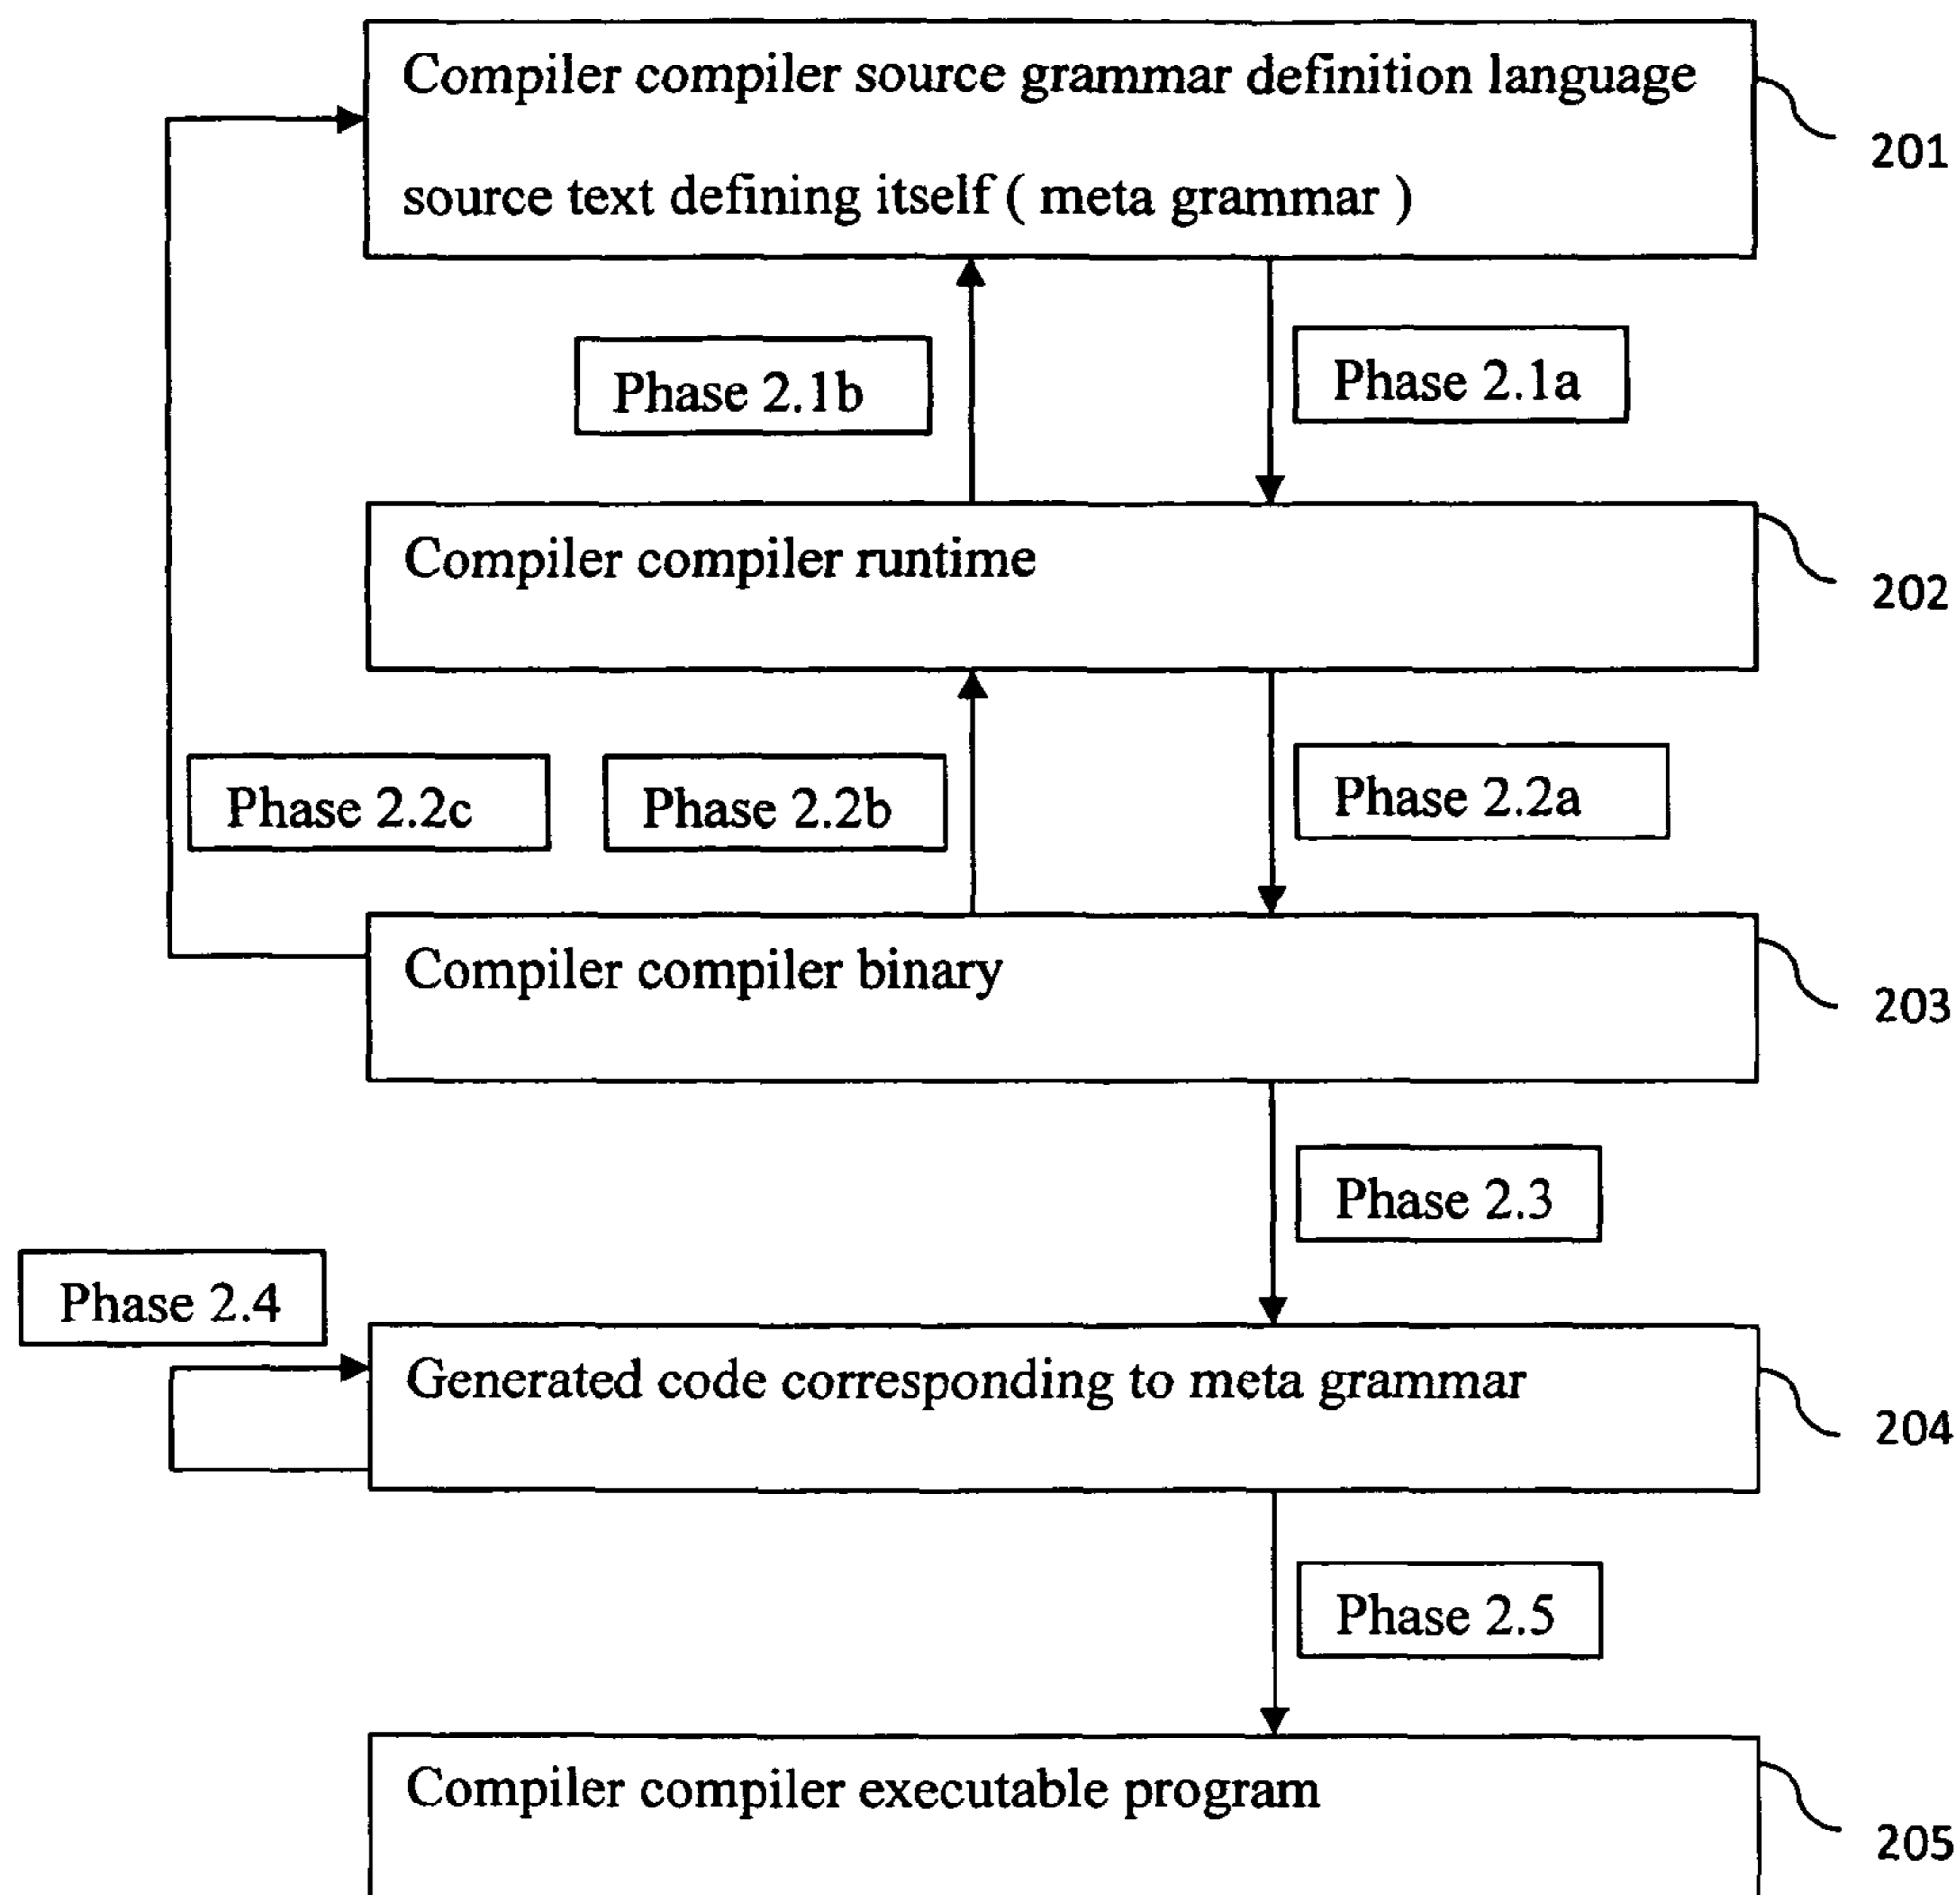 Compiler compiler source grammar definition language
source text defining itself ( meta grammar )
201
Phase 2.1b
Phase 2.1a
Compiler compiler runtime
202
Phase 2.2c
Phase 2.2b
Phase 2.2a
Compiler compiler binary
203
Phase 2.3
Phase 2.4
Generated code corresponding to meta grammar
204
Phase 2.5
Compiler compiler executable program
205